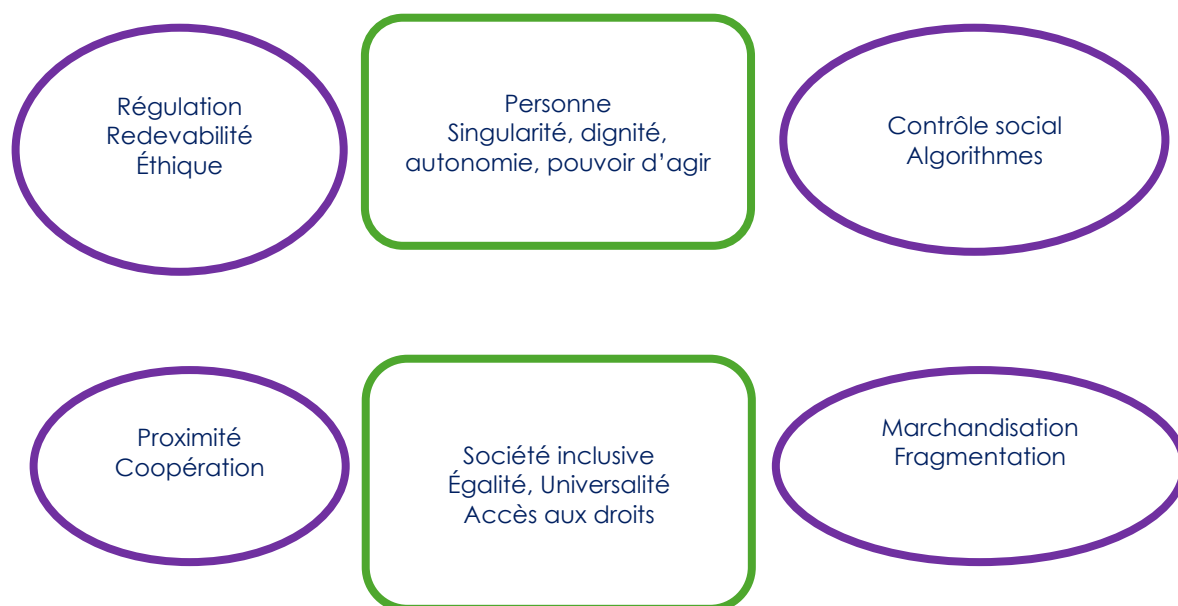 Régulation
Redevabilité
Éthique
Personne
Singularité, dignité,
autonomie, pouvoir d’agir
Contrôle social
Algorithmes
Proximité
Coopération
Société inclusive
Égalité, Universalité
Accès aux droits
Marchandisation
Fragmentation